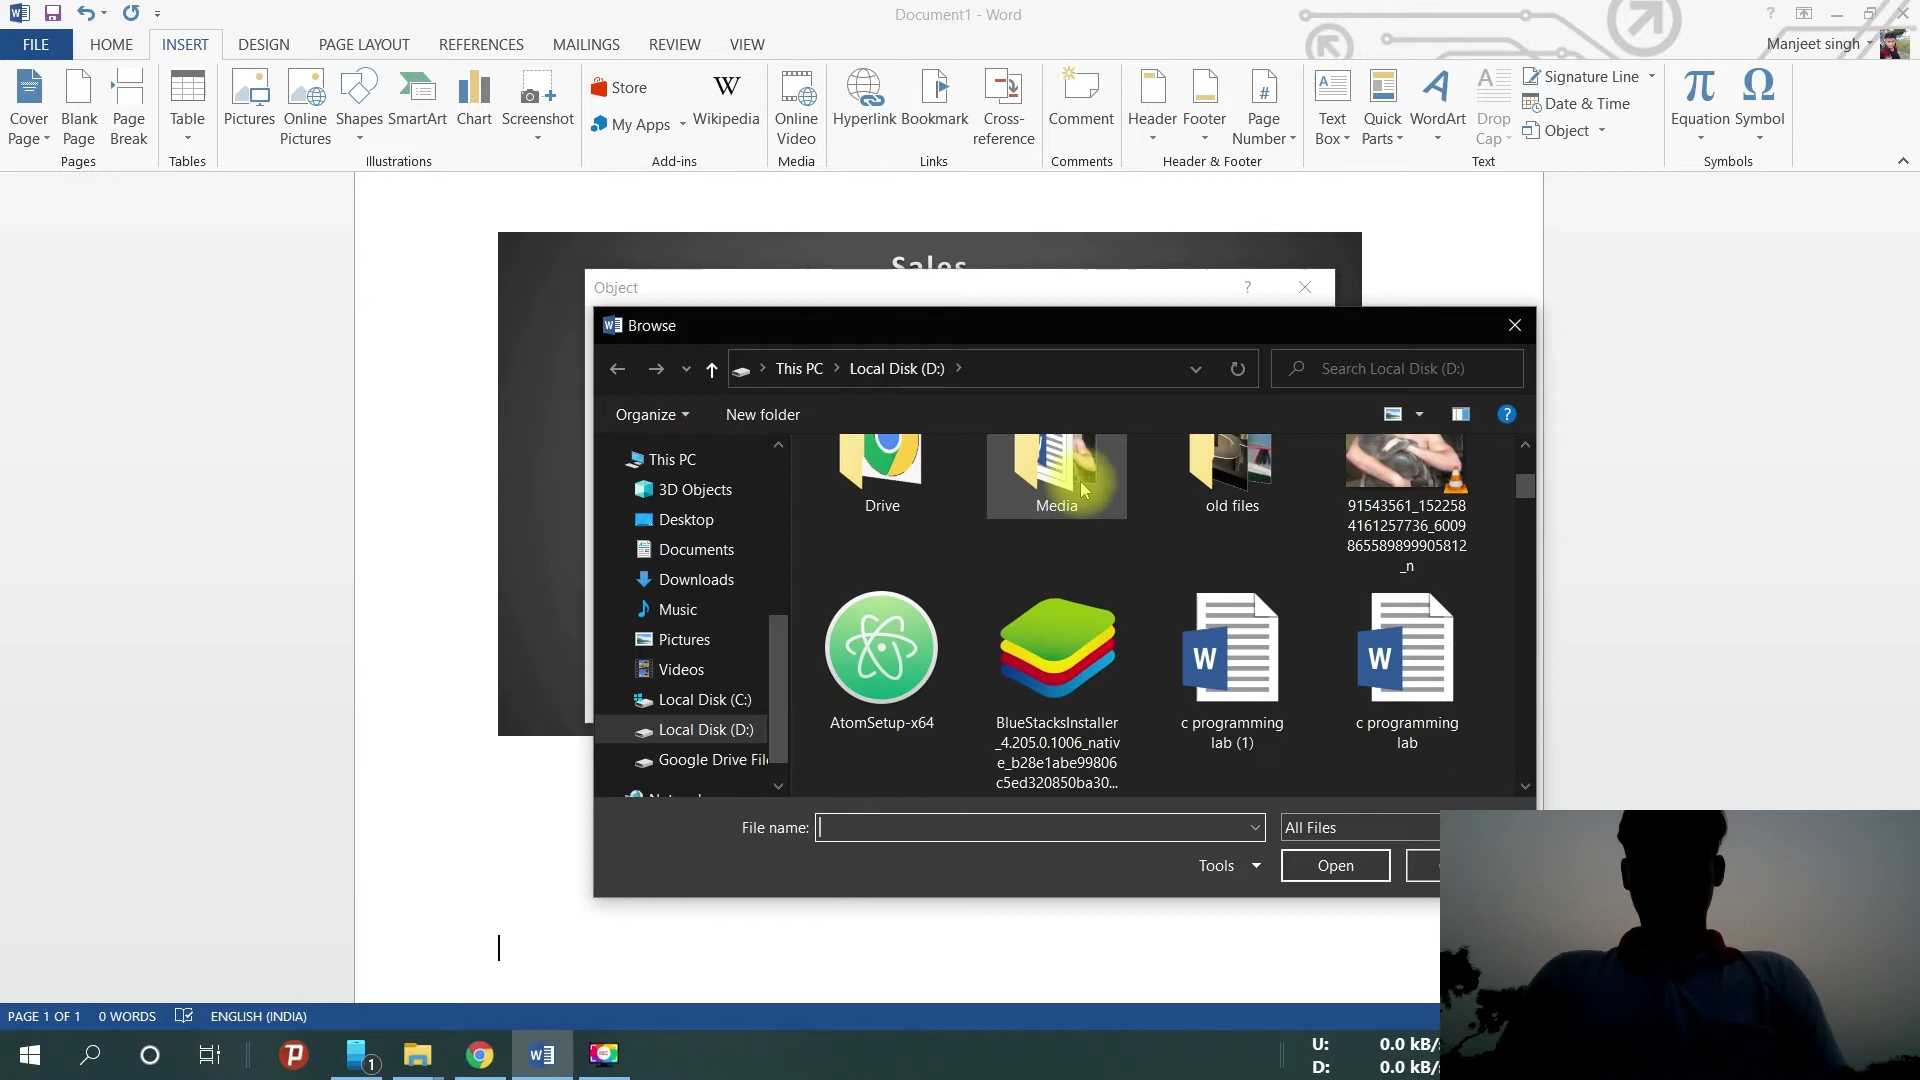 Document1 - Word
FILE HOME INSERT DESIGN PAGE LAYOUT REFERENCES MAILINGS REVIEW VIEW
Manjeet singh
Cover Page
Blank Page
Page Break
Pages
Table
Tables
Pictures
Online Pictures
Shapes
SmartArt
Chart
Screenshot
Illustrations
Store
My Apps
Wikipedia
Add-ins
Online Video
Media
Hyperlink
Bookmark
Cross-reference
Links
Comment
Comments
Header
Footer
Page Number
Header & Footer
Text Box
Quick Parts
WordArt
Drop Cap
Signature Line
Date & Time
Object
Text
Equation
Symbol
Symbols
Sales
Object
Browse
This PC
Local Disk (D:)
Search Local Disk (D:)
Organize
New folder
This PC
3D Objects
Desktop
Documents
Downloads
Music
Pictures
Videos
Local Disk (C:)
Local Disk (D:)
Google Drive File
Drive
Media
old files
91543561_152258
4161257736_6009
865589899905812
_n
AtomSetup-x64
BlueStacksInstaller
_4.205.0.1006_nativ
e_b28e1abe99806
c5ed320850ba30...
c programming
lab (1)
c programming
lab
File name:
All Files
Tools
Open
PAGE 1 OF 1 0 WORDS ENGLISH (INDIA)
1
U: 0.0 kB/
D: 0.0 kB/